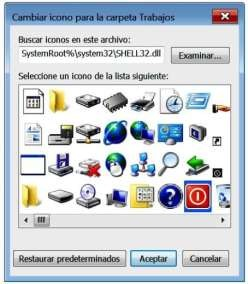 Cambiar icono para la carpeta Trabajos
Buscar iconos en este archivo:
SystemRoot%\system32\SHELL32.dll
Examinar...
Seleccione un icono de la lista siguiente:
Restaurar predeterminados
Aceptar
Cancelar